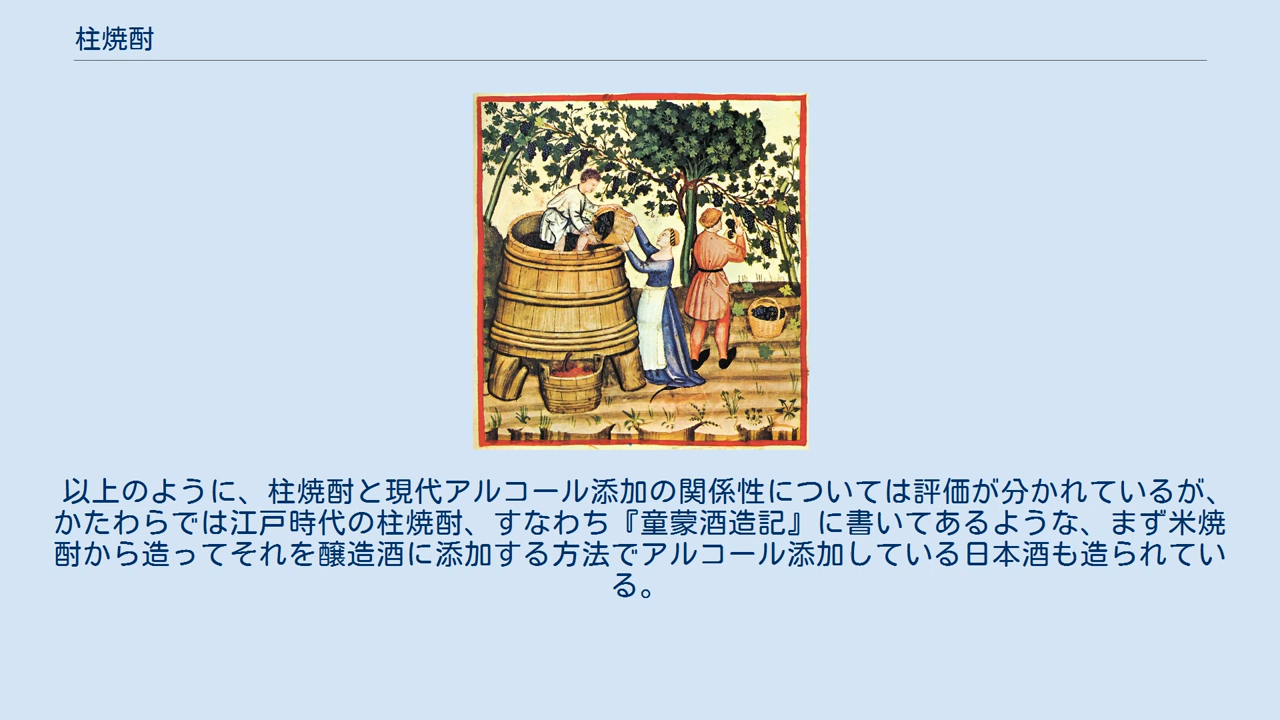 柱焼酎
以上のように、柱焼酎と現代アルコール添加の関係性については評価が分かれているが、
かたわらでは江戸時代の柱焼酎、すなわち『童蒙酒造記』に書いてあるような、まず米焼
酎から造ってそれを醸造酒に添加する方法でアルコール添加している日本酒も造られてい
る。